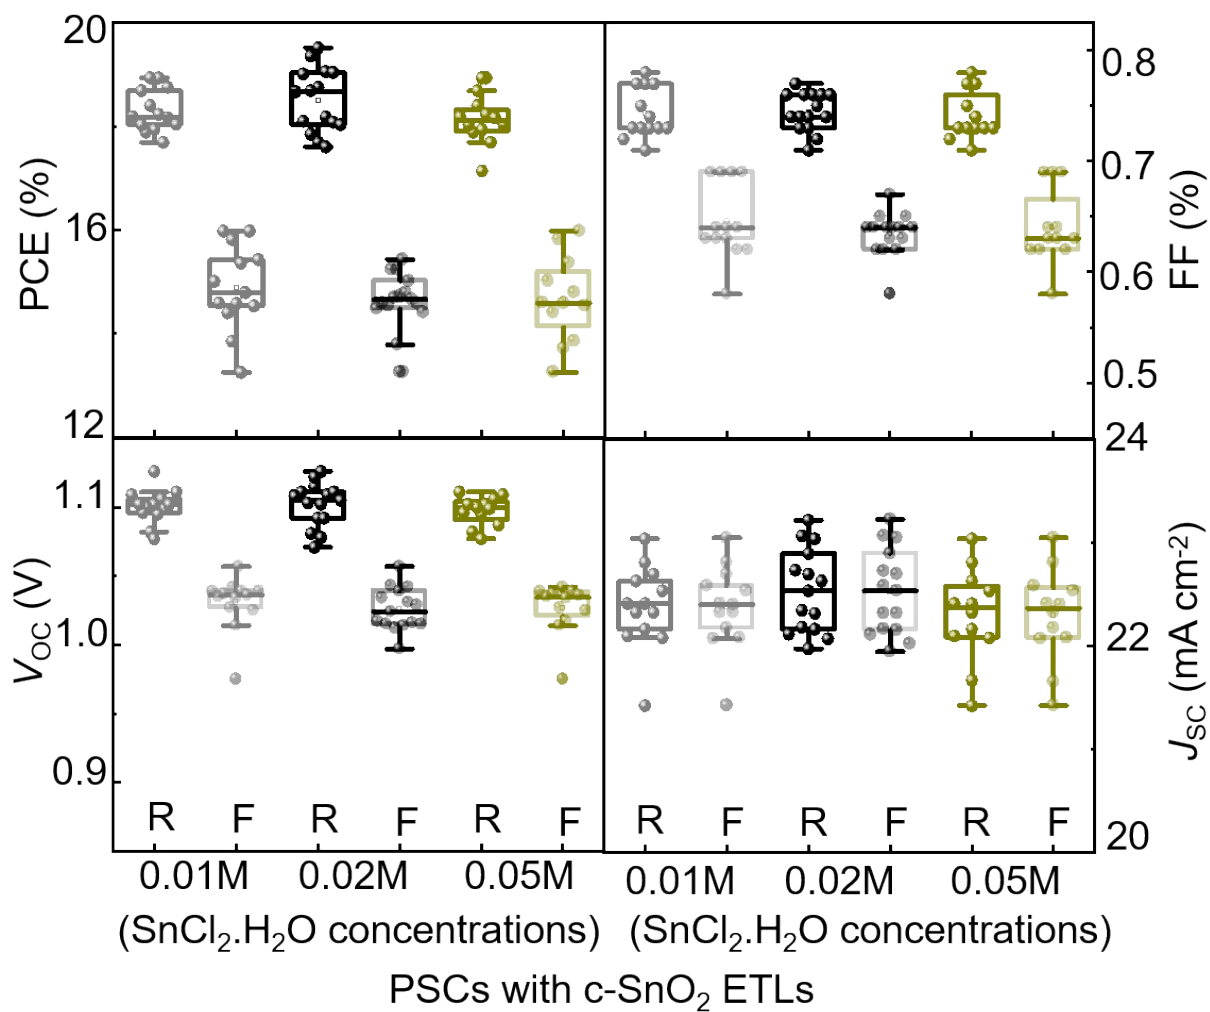 20
16
12
PCE (%)
0.8
0.7
0.6
0.5
FF (%)
1.1
1.0
0.9
VOC (V)
24
22
20
JSC (mA cm-2)
R F R F R F R F R F R F
0.01M 0.02M 0.05M 0.01M 0.02M 0.05M
(SnCl2.H2O concentrations) (SnCl2.H2O concentrations)
PSCs with c-SnO2 ETLs